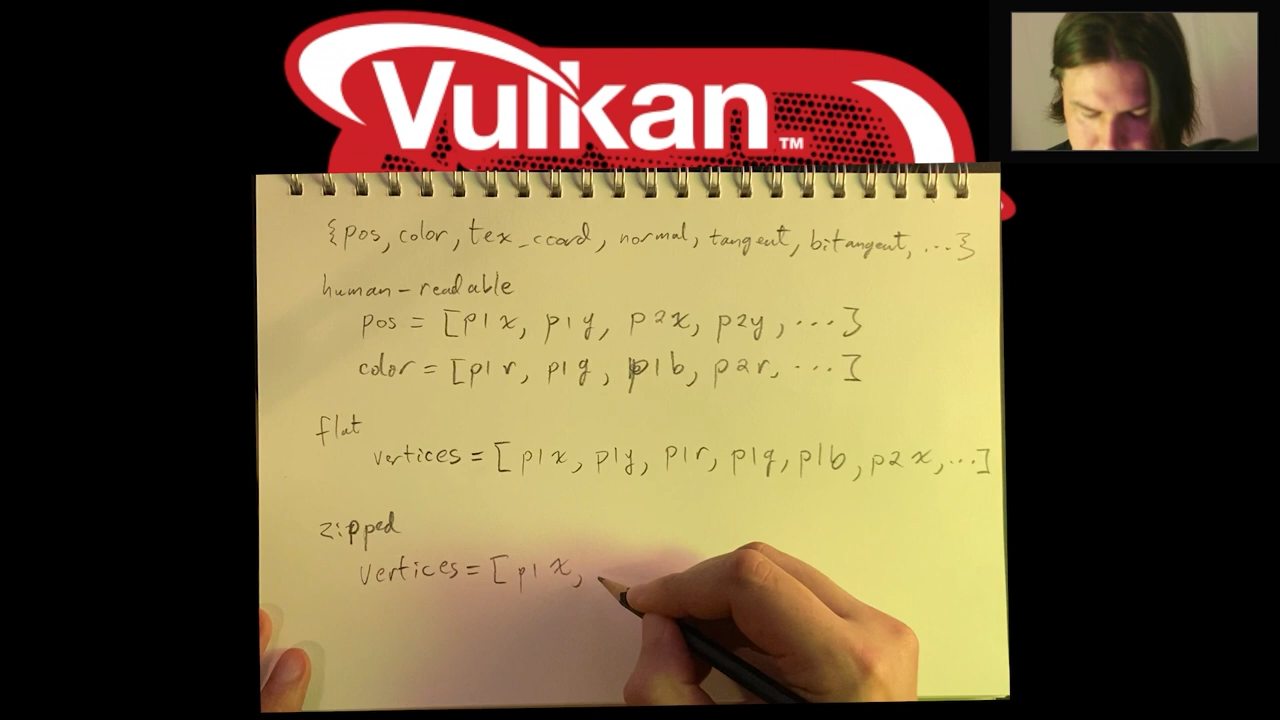 Vulkan™
{pos, color, tex_coord, normal, tangent, bitangent, ...}
human-readable
pos = [p1x, p1y, p2x, p2y, ...]
color = [p1r, p1g, p1b, p2r, ...]
flat
vertices = [p1x, p1y, p1r, p1g, p1b, p2x, ...]
zipped
vertices = [p1x,